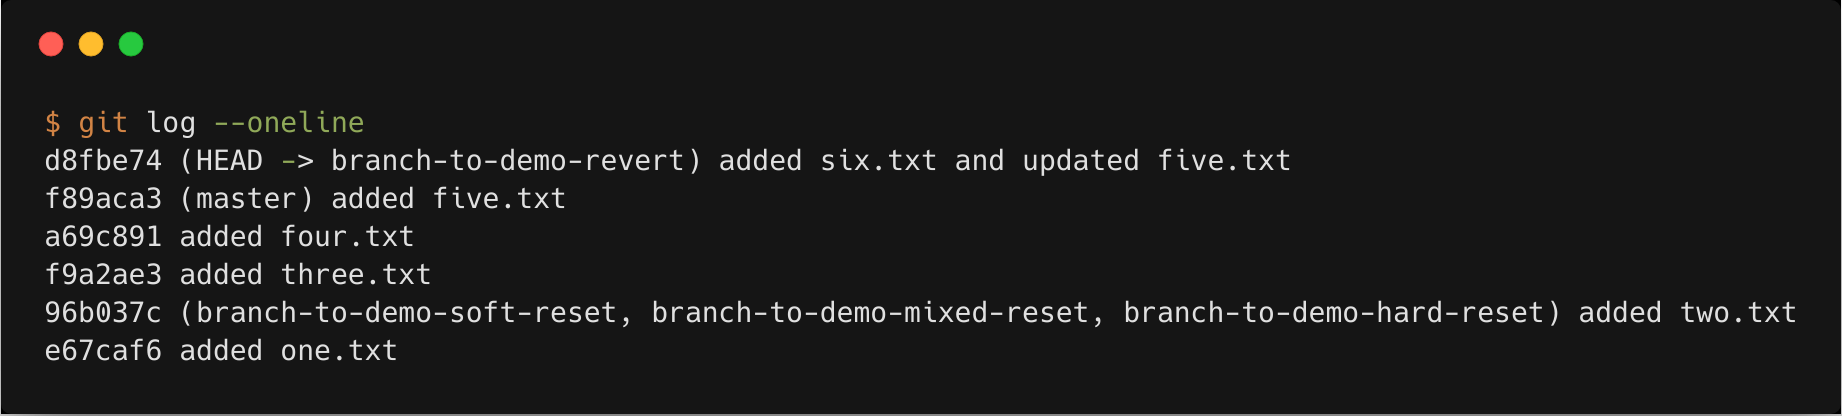 $ git log --oneline
d8fbe74 (HEAD -> branch-to-demo-revert) added six.txt and updated five.txt
f89aca3 (master) added five.txt
a69c891 added four.txt
f9a2ae3 added three.txt
96b037c (branch-to-demo-soft-reset, branch-to-demo-mixed-reset, branch-to-demo-hard-reset) added two.txt
e67caf6 added one.txt